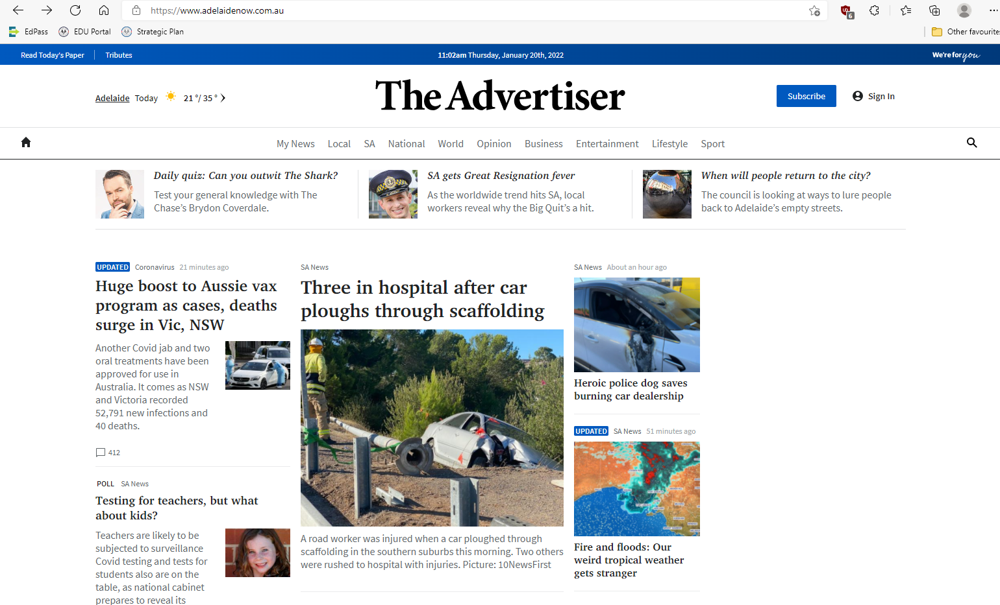 https://www.adelaidenow.com.au
6
EdPass EDU Portal Strategic Plan
Other favourites
Read Today's Paper Tributes
11:02am Thursday, January 20th, 2022
We're for you
Adelaide Today 21 °/ 35 °
The Advertiser
Subscribe Sign In
My News Local SA National World Opinion Business Entertainment Lifestyle Sport
Daily quiz: Can you outwit The Shark?
Test your general knowledge with The
Chase's Brydon Coverdale.
SA gets Great Resignation fever
As the worldwide trend hits SA, local
workers reveal why the Big Quit's a hit.
When will people return to the city?
The council is looking at ways to lure people
back to Adelaide's empty streets.
UPDATED Coronavirus 21 minutes ago
Huge boost to Aussie vax
program as cases, deaths
surge in Vic, NSW
Another Covid jab and two
oral treatments have been
approved for use in
Australia. It comes as NSW
and Victoria recorded
52,791 new infections and
40 deaths.
412
POLL SA News
Testing for teachers, but what
about kids?
Teachers are likely to be
subjected to surveillance
Covid testing and tests for
students also are on the
table, as national cabinet
prepares to reveal its
SA News
Three in hospital after car
ploughs through scaffolding
A road worker was injured when a car ploughed through
scaffolding in the southern suburbs this morning. Two others
were rushed to hospital with injuries. Picture: 10NewsFirst
SA News About an hour ago
Heroic police dog saves
burning car dealership
UPDATED SA News 51 minutes ago
Fire and floods: Our
weird tropical weather
gets stranger